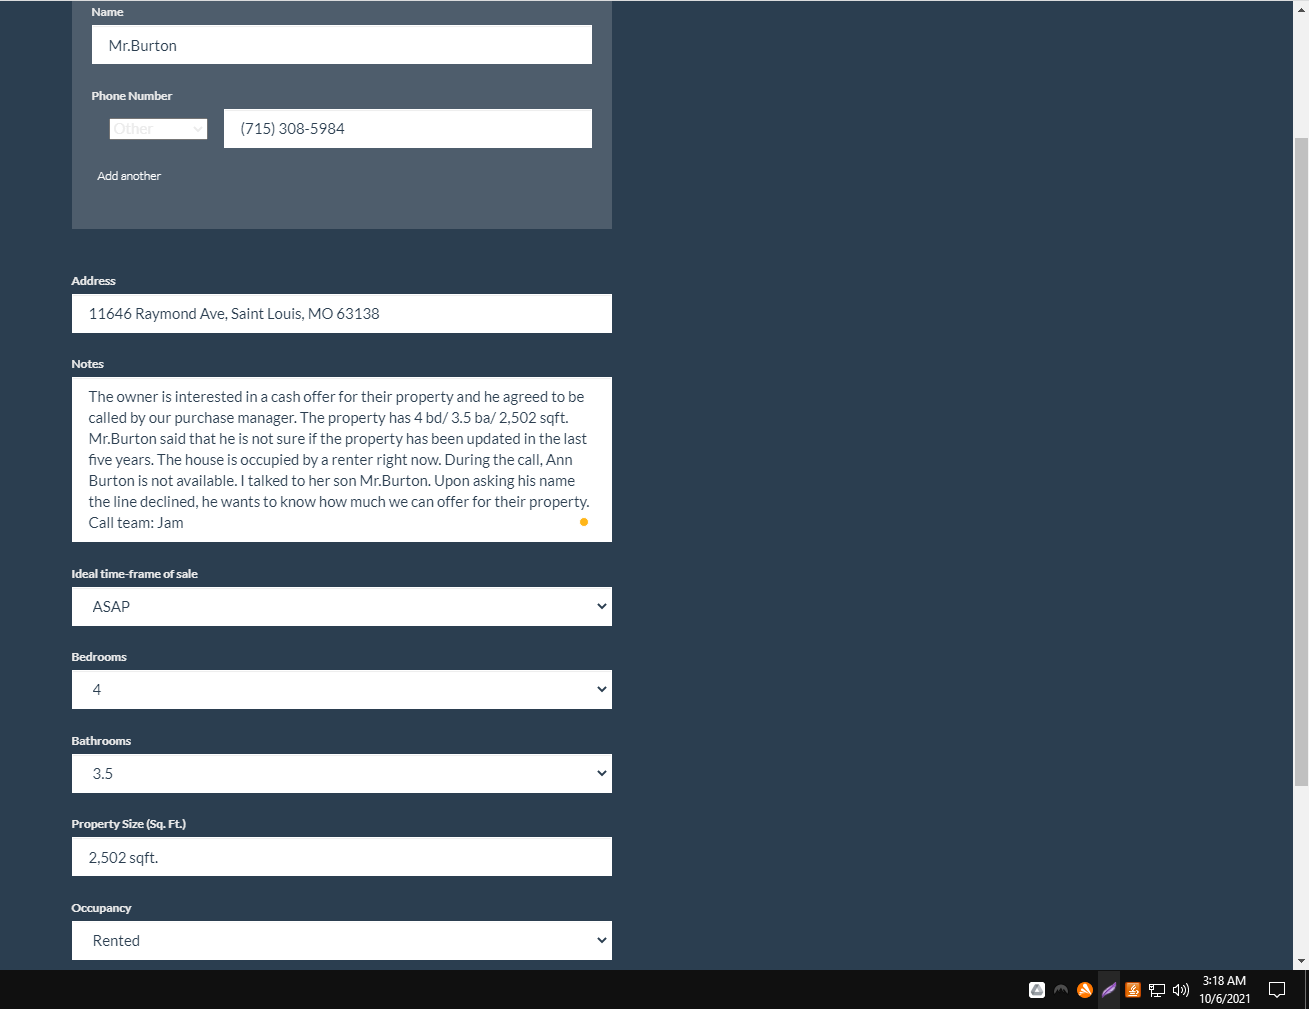 Name
Mr.Burton
Phone Number
Other
(715) 308-5984
Add another
Address
11646 Raymond Ave, Saint Louis, MO 63138
Notes
The owner is interested in a cash offer for their property and he agreed to be
called by our purchase manager. The property has 4 bd/ 3.5 ba/ 2,502 sqft.
Mr.Burton said that he is not sure if the property has been updated in the last
five years. The house is occupied by a renter right now. During the call, Ann
Burton is not available. I talked to her son Mr.Burton. Upon asking his name
the line declined, he wants to know how much we can offer for their property.
Call team: Jam
Ideal time-frame of sale
ASAP
Bedrooms
4
Bathrooms
3.5
Property Size (Sq. Ft.)
2,502 sqft.
Occupancy
Rented
3:18 AM
10/6/2021